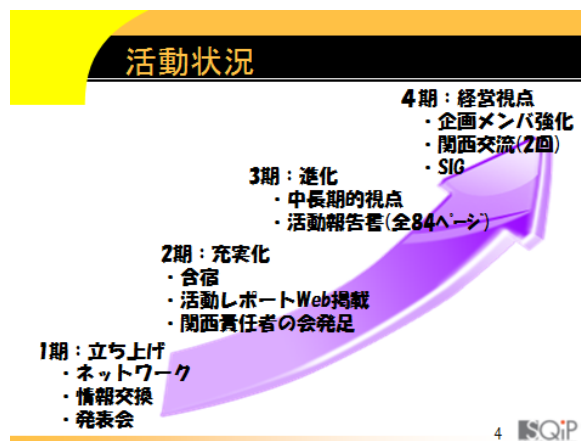 活動状況
4期：経営視点
・企画メンバ強化
・関西交流(2回)
・SIG
3期：進化
・中長期的視点
・活動報告書(全84ページ)
2期：充実化
・合宿
・活動レポートWeb掲載
・関西責任者の会発足
1期：立ち上げ
・ネットワーク
・情報交換
・発表会
4
SQiP